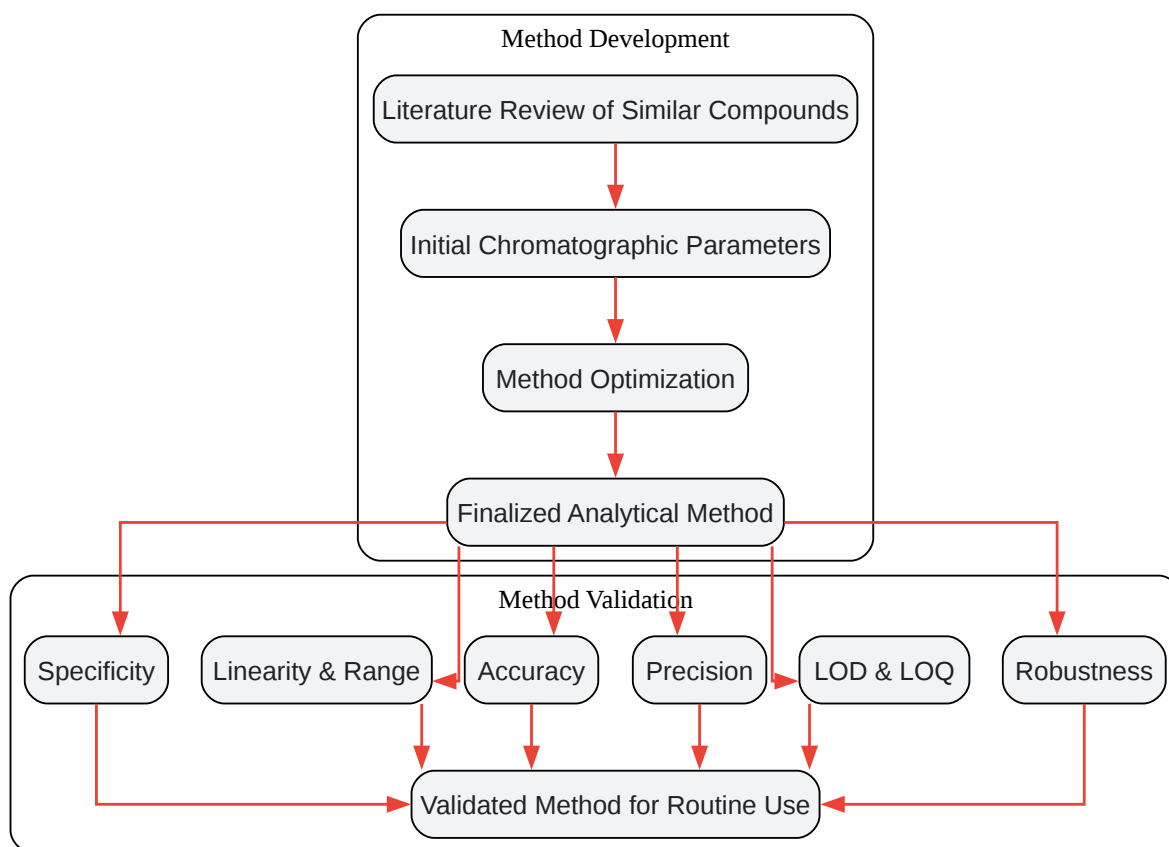 Method Development
Literature Review of Similar Compounds
Initial Chromatographic Parameters
Method Optimization
Finalized Analytical Method
Method Validation
Specificity
Linearity & Range
Accuracy
Precision
LOD & LOQ
Robustness
Validated Method for Routine Use